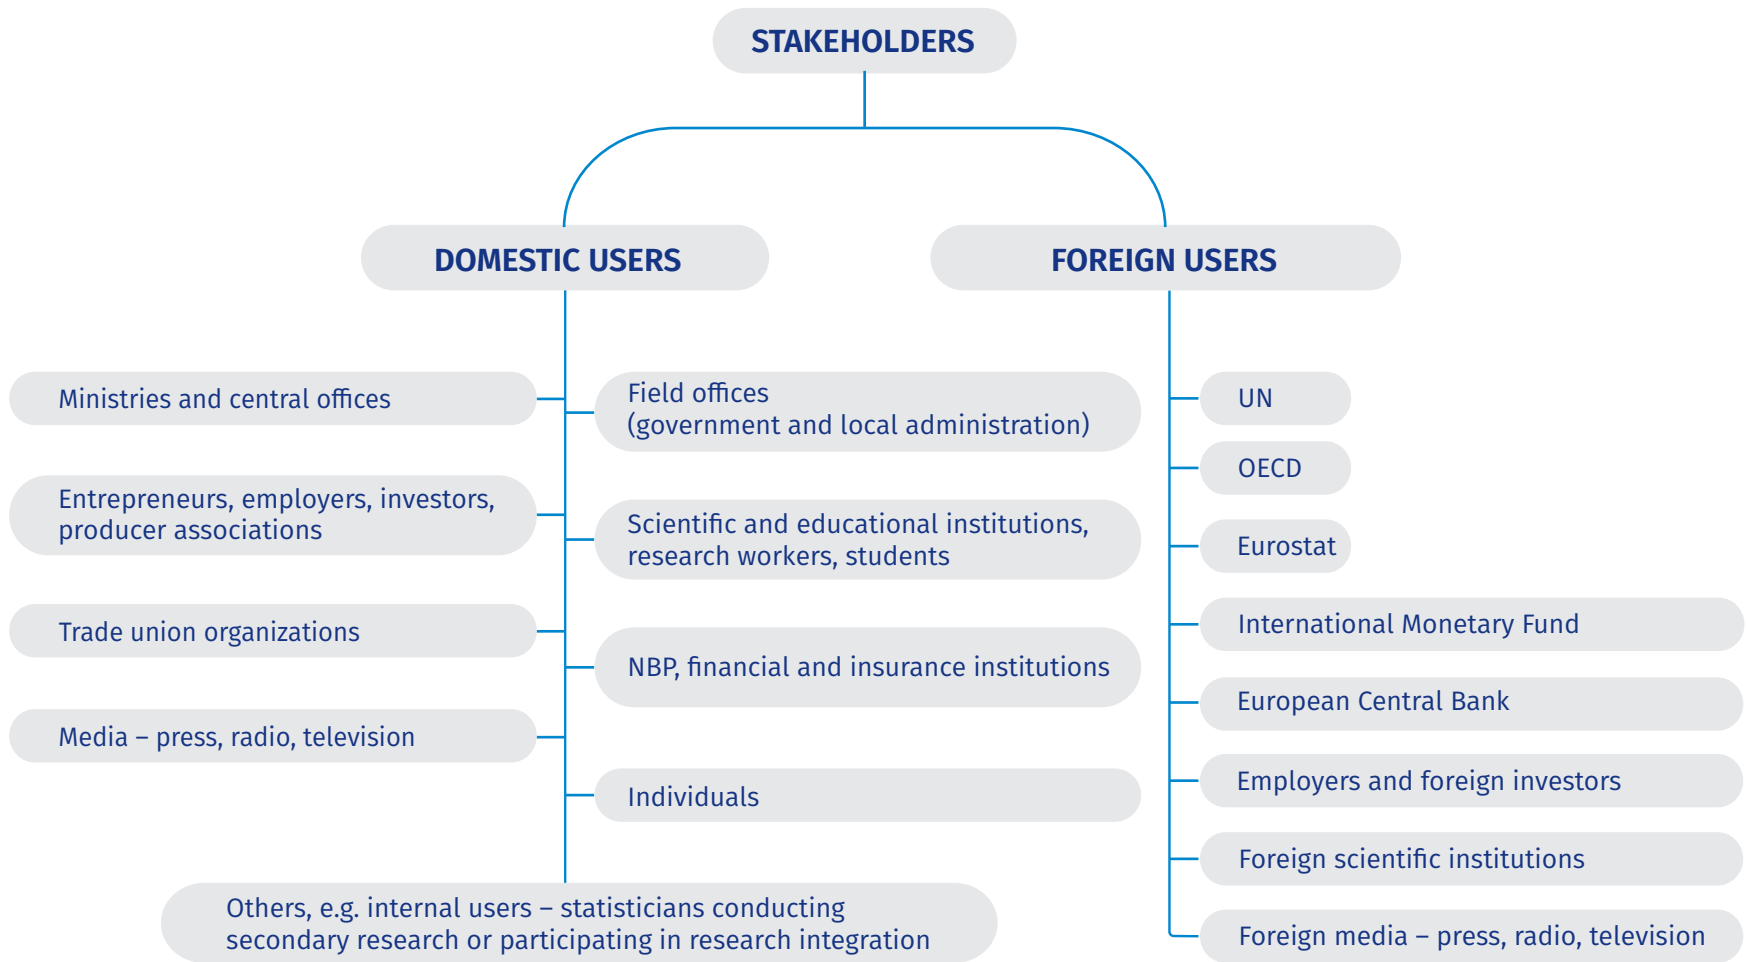 STAKEHOLDERS
DOMESTIC USERS
Ministries and central offices
Field offices
(government and local administration)
Entrepreneurs, employers, investors,
producer associations
Scientific and educational institutions,
research workers, students
Trade union organizations
NBP, financial and insurance institutions
Media – press, radio, television
Individuals
Others, e.g. internal users – statisticians conducting
secondary research or participating in research integration
FOREIGN USERS
UN
OECD
Eurostat
International Monetary Fund
European Central Bank
Employers and foreign investors
Foreign scientific institutions
Foreign media – press, radio, television